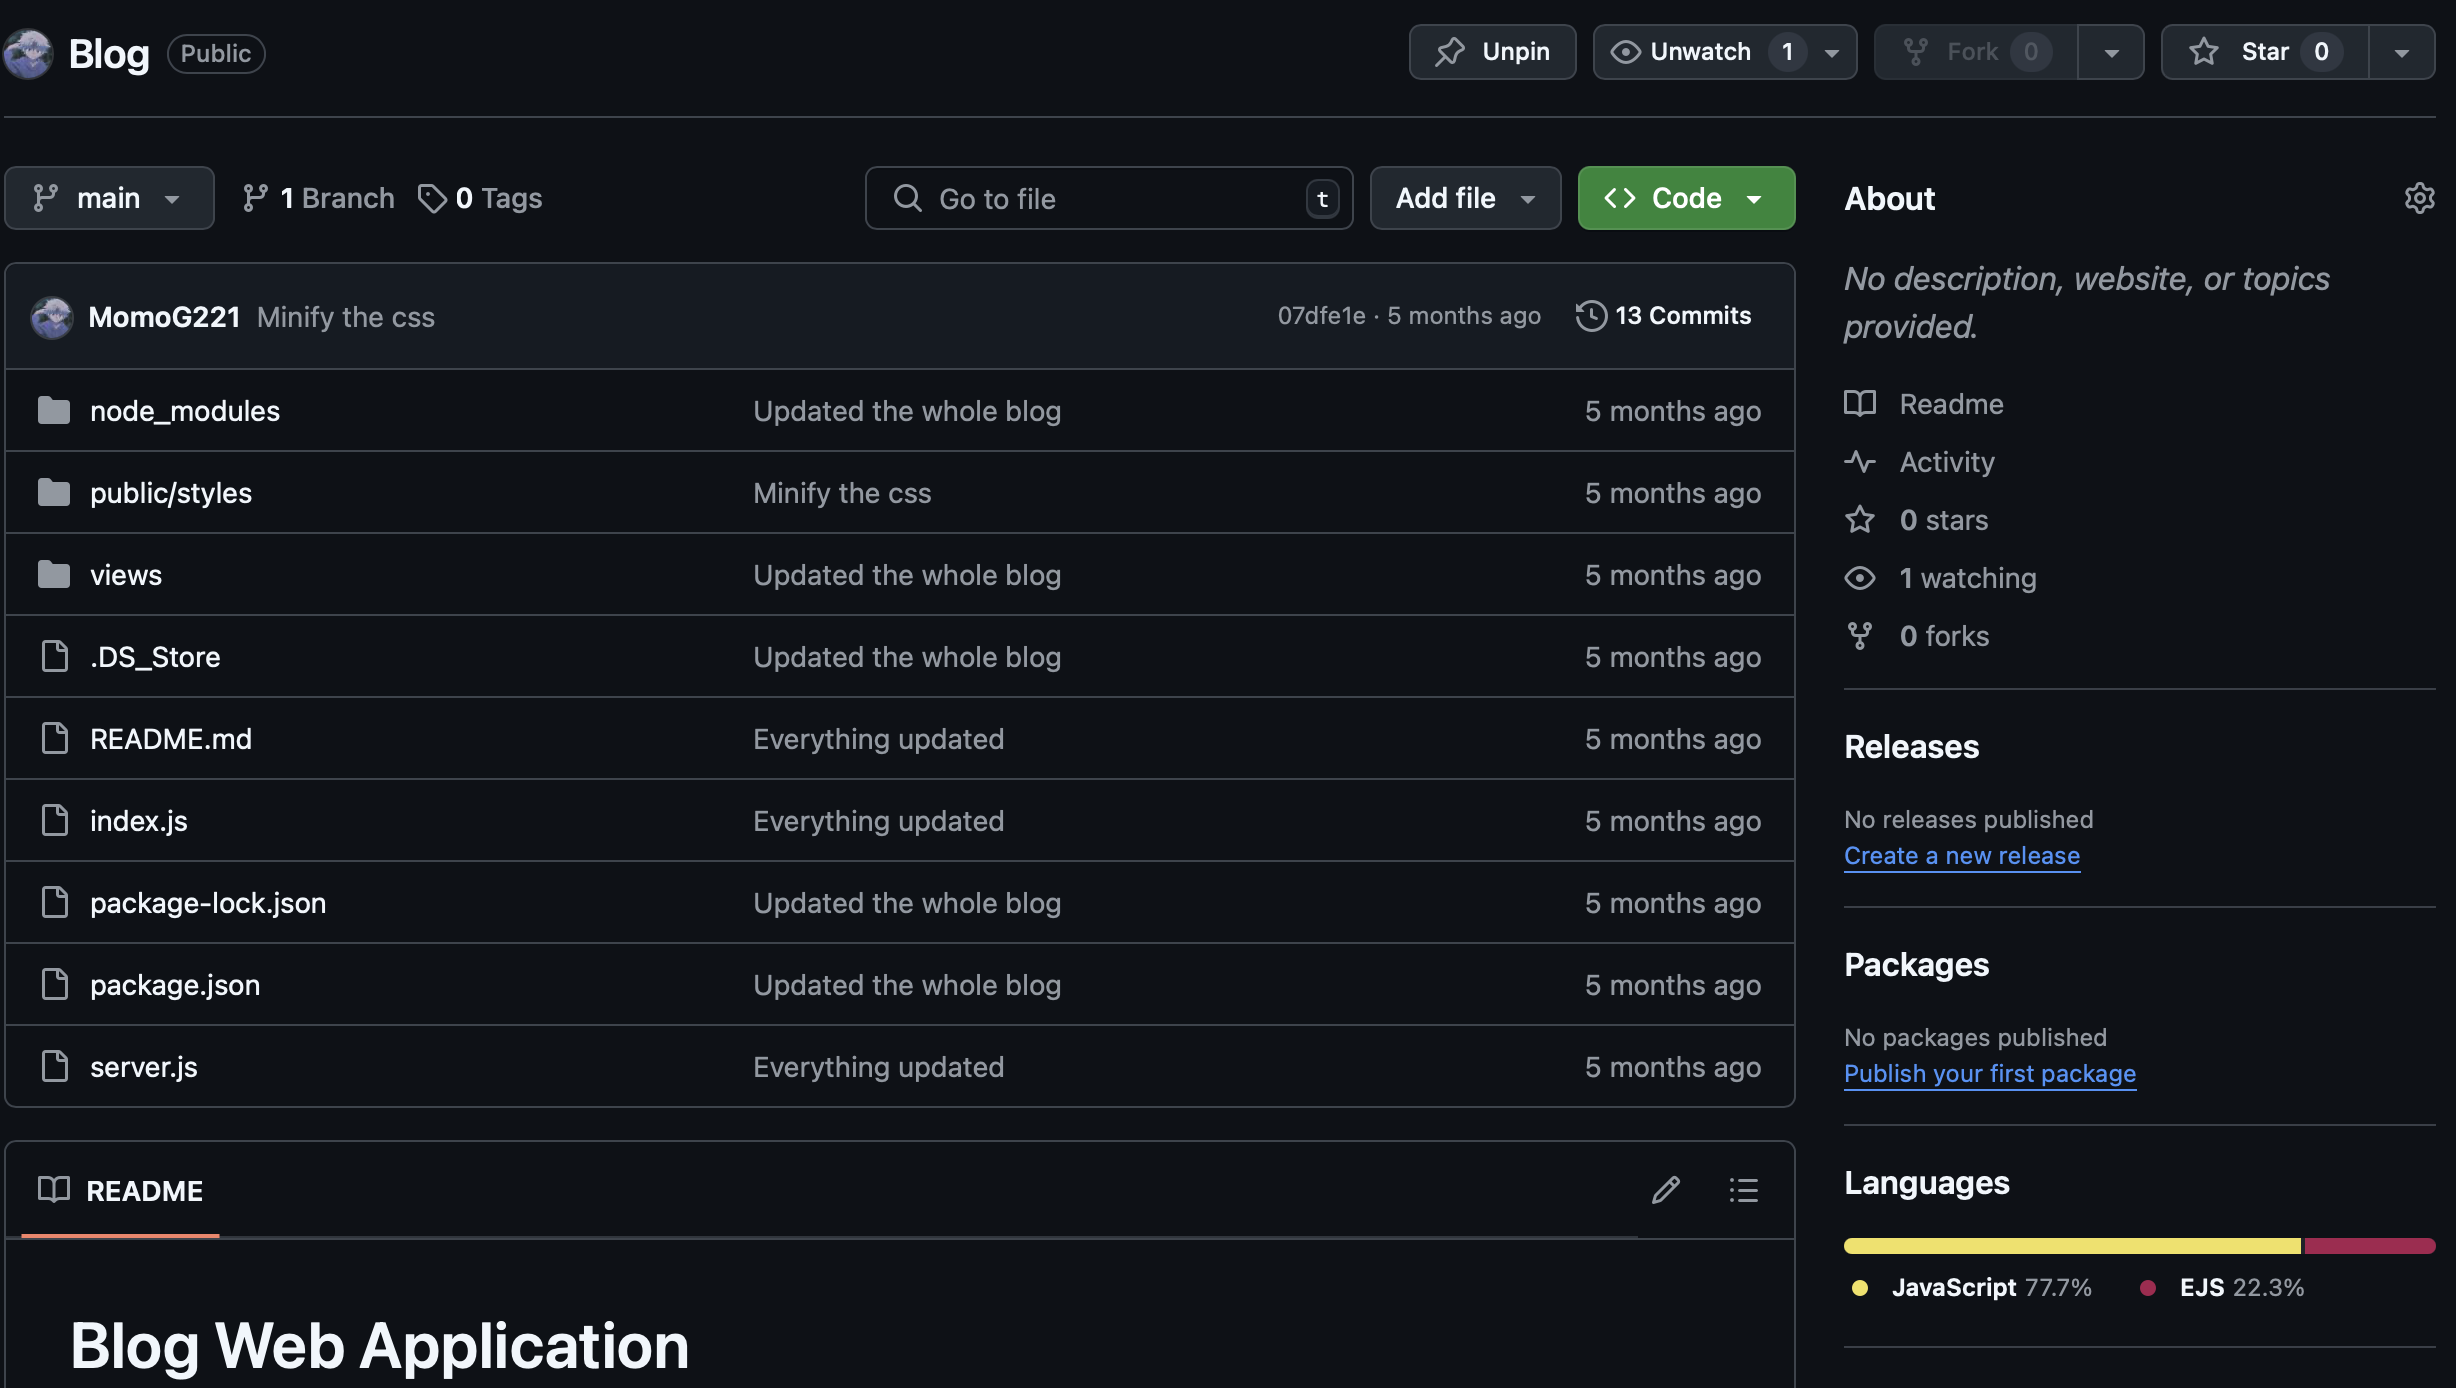 Blog Public Unpin Unwatch 1 Fork 0 Star 0
main 1 Branch 0 Tags Go to file t Add file Code
MomoG221 Minify the css 07dfe1e · 5 months ago 13 Commits
node_modules Updated the whole blog 5 months ago
public/styles Minify the css 5 months ago
views Updated the whole blog 5 months ago
.DS_Store Updated the whole blog 5 months ago
README.md Everything updated 5 months ago
index.js Everything updated 5 months ago
package-lock.json Updated the whole blog 5 months ago
package.json Updated the whole blog 5 months ago
server.js Everything updated 5 months ago
README
Blog Web Application
About
No description, website, or topics
provided.
Readme
Activity
0 stars
1 watching
0 forks
Releases
No releases published
Create a new release
Packages
No packages published
Publish your first package
Languages
JavaScript 77.7% EJS 22.3%